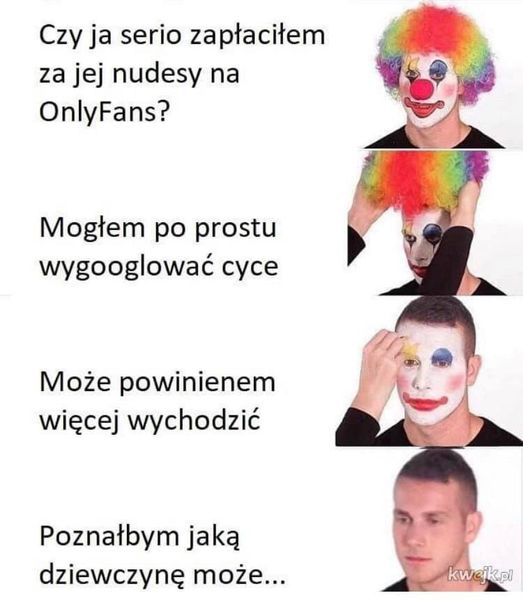 Czy ja serio zapłaciłem
za jej nudesy na
OnlyFans?
Mogłem po prostu
wygooglować cyce
Może powinienem
więcej wychodzić
Poznałbym jaką
dziewczynę może...
kwejk.pl